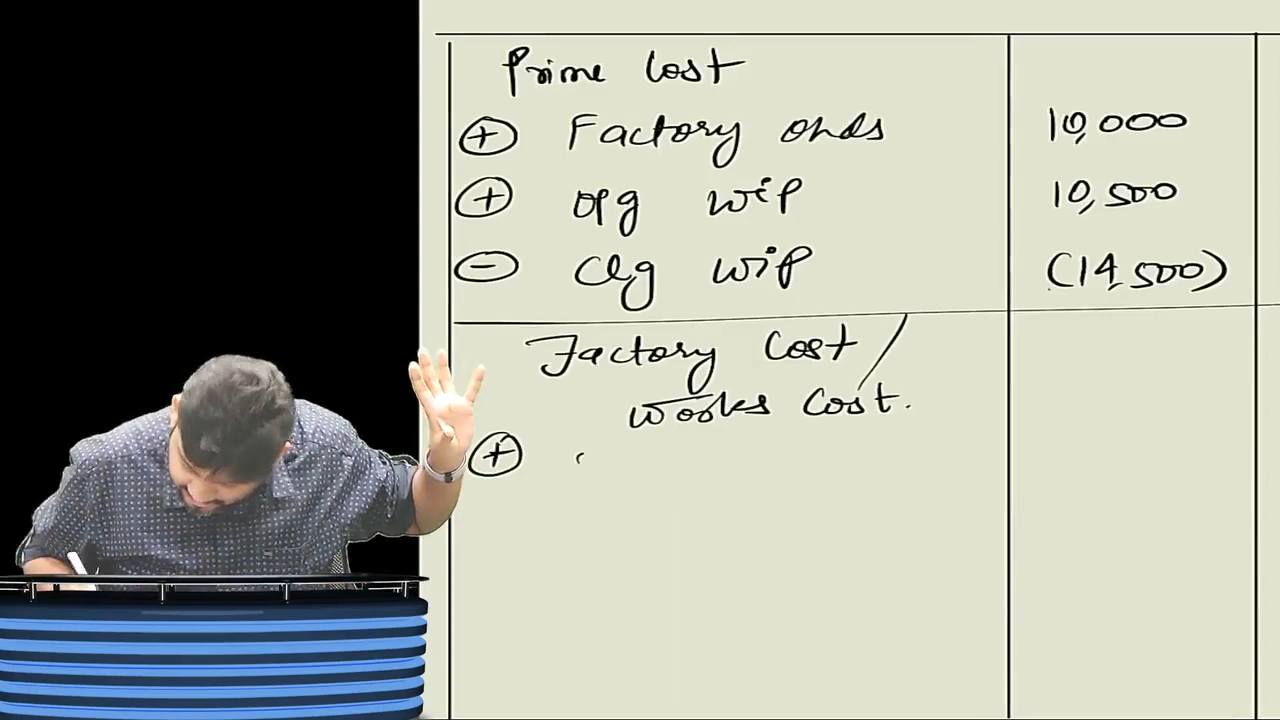 Prime Cost
⊕ Factory ohds 10,000
⊕ opg WIP 10,500
⊖ Clg WIP (14,500)
Factory Cost /
Works Cost.
⊕